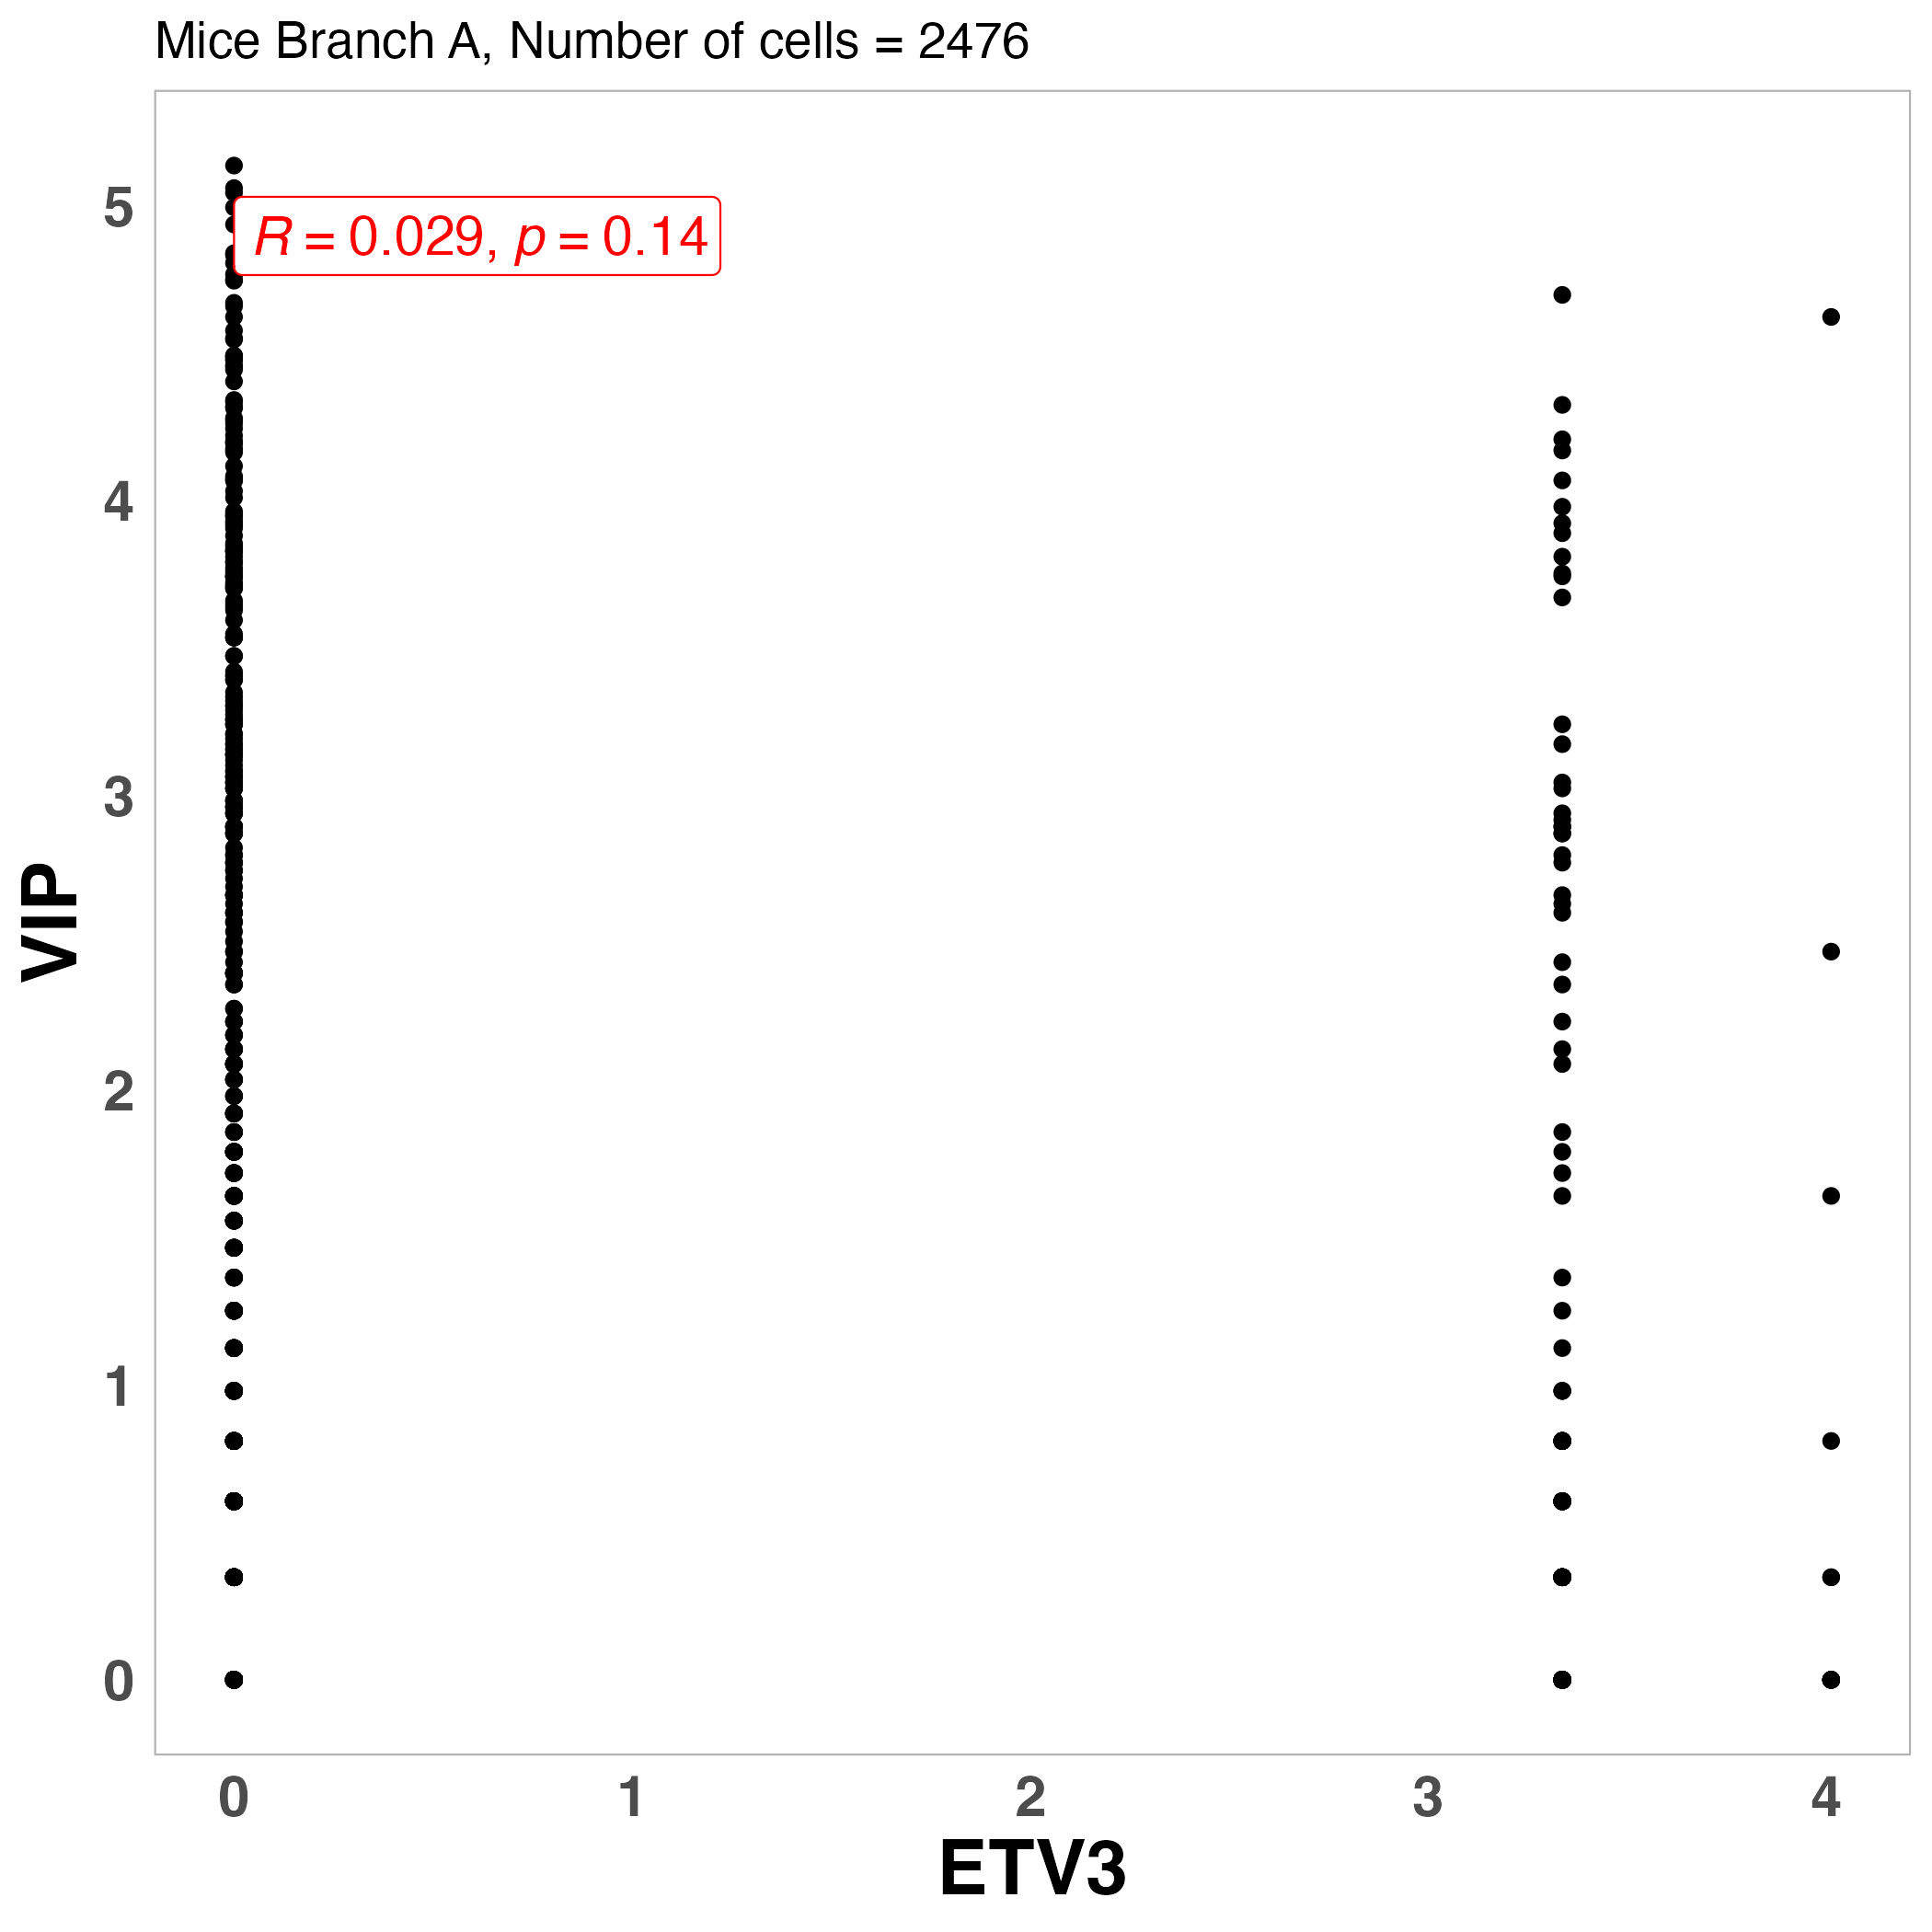 Mice Branch A, Number of cells = 2476
R = 0.029, p = 0.14
5
4
3
2
1
0
VIP
0 1 2 3 4
ETV3